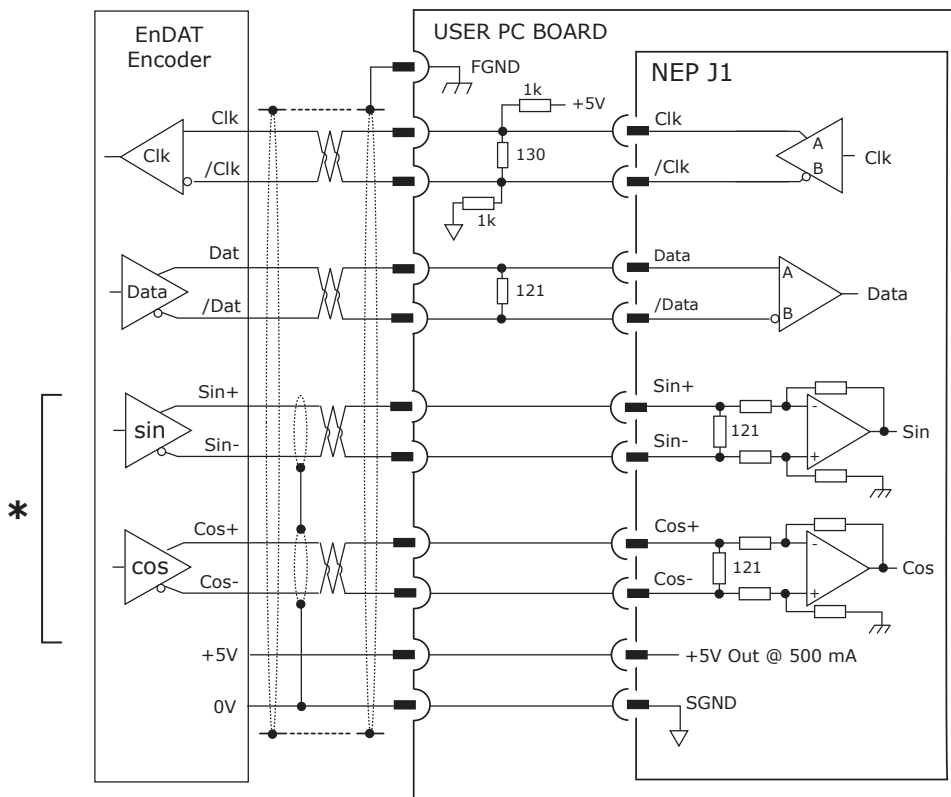 EnDAT
Encoder
USER PC BOARD
NEP J1
FGND
1k
+5V
Clk
/Clk
Clk
130
1k
Clk
/Clk
A
B
Clk
Dat
/Dat
Data
121
Data
/Data
A
B
Data
*
Sin+
Sin-
sin
Sin+
Sin-
121
-
+
Sin
Cos+
Cos-
cos
Cos+
Cos-
121
-
+
Cos
+5V
+5V Out @ 500 mA
0V
SGND